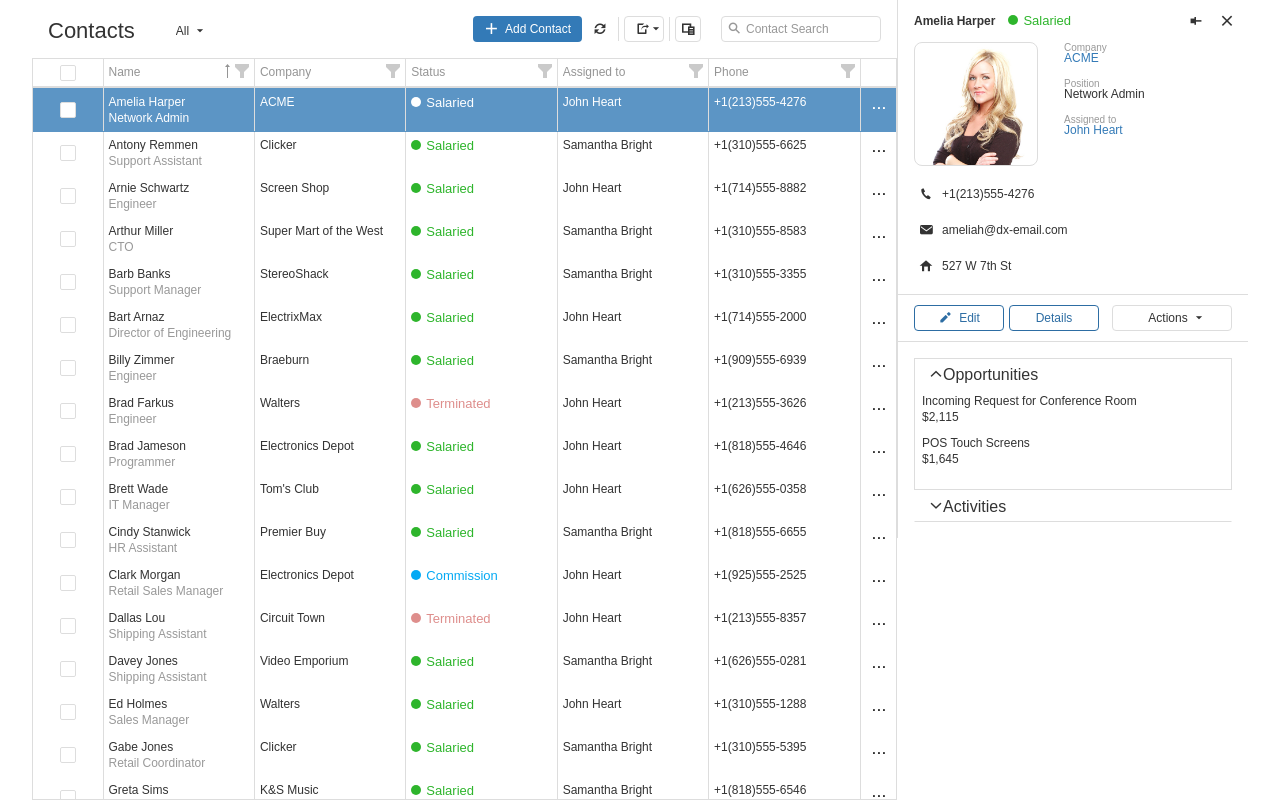 Contacts
All
Add Contact
Contact Search
Name Company Status Assigned to Phone
Amelia Harper ACME Salaried John Heart +1(213)555-4276 ...
Network Admin
Antony Remmen Clicker Salaried Samantha Bright +1(310)555-6625 ...
Support Assistant
Arnie Schwartz Screen Shop Salaried John Heart +1(714)555-8882 ...
Engineer
Arthur Miller Super Mart of the West Salaried Samantha Bright +1(310)555-8583 ...
CTO
Barb Banks StereoShack Salaried Samantha Bright +1(310)555-3355 ...
Support Manager
Bart Arnaz ElectrixMax Salaried John Heart +1(714)555-2000 ...
Director of Engineering
Billy Zimmer Braeburn Salaried Samantha Bright +1(909)555-6939 ...
Engineer
Brad Farkus Walters Terminated John Heart +1(213)555-3626 ...
Engineer
Brad Jameson Electronics Depot Salaried John Heart +1(818)555-4646 ...
Programmer
Brett Wade Tom's Club Salaried John Heart +1(626)555-0358 ...
IT Manager
Cindy Stanwick Premier Buy Salaried Samantha Bright +1(818)555-6655 ...
HR Assistant
Clark Morgan Electronics Depot Commission John Heart +1(925)555-2525 ...
Retail Sales Manager
Dallas Lou Circuit Town Terminated John Heart +1(213)555-8357 ...
Shipping Assistant
Davey Jones Video Emporium Salaried Samantha Bright +1(626)555-0281 ...
Shipping Assistant
Ed Holmes Walters Salaried John Heart +1(310)555-1288 ...
Sales Manager
Gabe Jones Clicker Salaried Samantha Bright +1(310)555-5395 ...
Retail Coordinator
Greta Sims K&S Music Salaried Samantha Bright +1(818)555-6546 ...
Amelia Harper Salaried
Company
ACME
Position
Network Admin
Assigned to
John Heart
+1(213)555-4276
ameliah@dx-email.com
527 W 7th St
Edit Details Actions
Opportunities
Incoming Request for Conference Room
$2,115
POS Touch Screens
$1,645
Activities